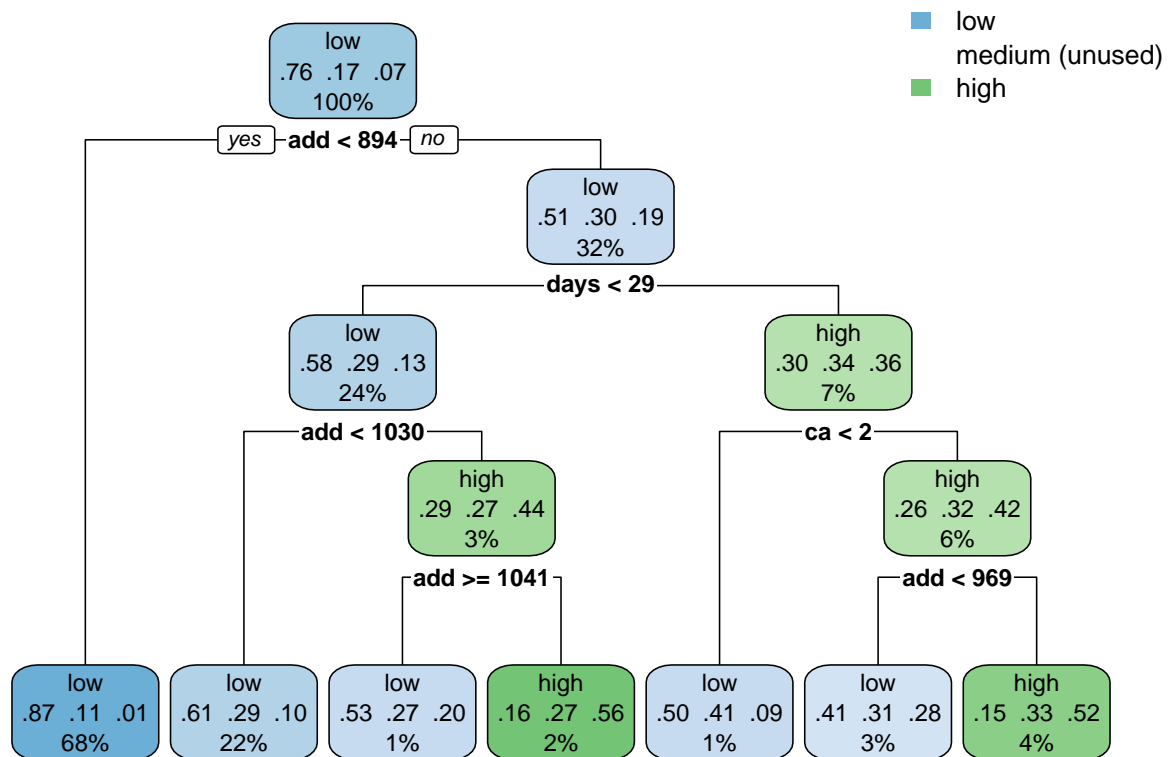 low
medium (unused)
high
low
.76 .17 .07
100%
yes add < 894 no
low
.51 .30 .19
32%
days < 29
low
.58 .29 .13
24%
high
.30 .34 .36
7%
add < 1030
ca < 2
high
.29 .27 .44
3%
high
.26 .32 .42
6%
add >= 1041
add < 969
low
.87 .11 .01
68%
low
.61 .29 .10
22%
low
.53 .27 .20
1%
high
.16 .27 .56
2%
low
.50 .41 .09
1%
low
.41 .31 .28
3%
high
.15 .33 .52
4%